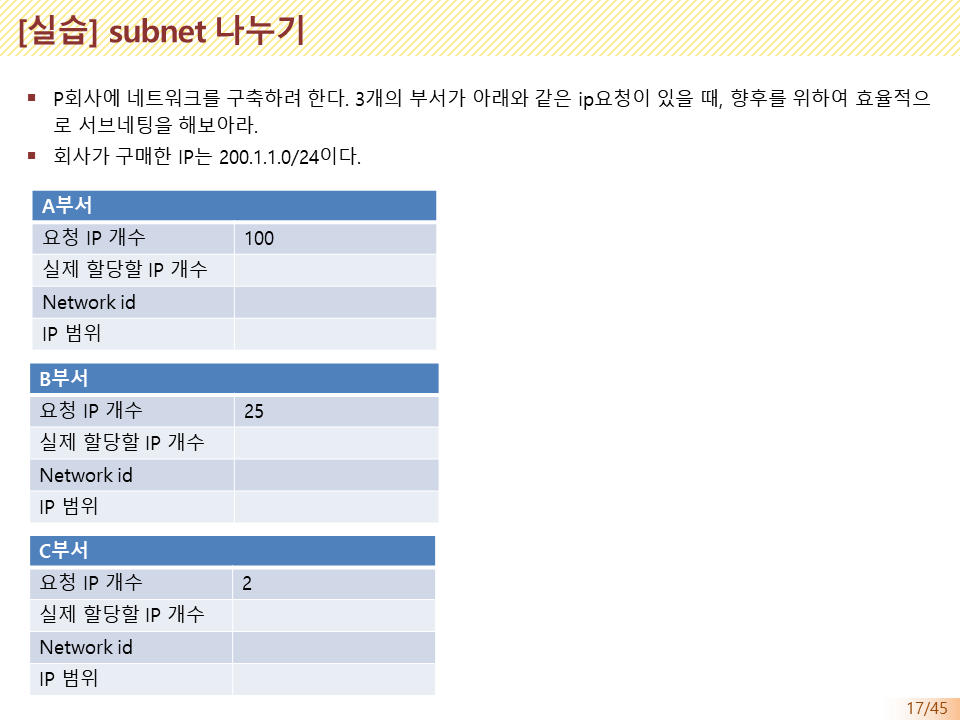 [실습] subnet 나누기
P회사에 네트워크를 구축하려 한다. 3개의 부서가 아래와 같은 ip요청이 있을 때, 향후를 위하여 효율적으
로 서브네팅을 해보아라.
회사가 구매한 IP는 200.1.1.0/24이다.
A부서
요청 IP 개수 100
실제 할당할 IP 개수
Network id
IP 범위
B부서
요청 IP 개수 25
실제 할당할 IP 개수
Network id
IP 범위
C부서
요청 IP 개수 2
실제 할당할 IP 개수
Network id
IP 범위
17/45